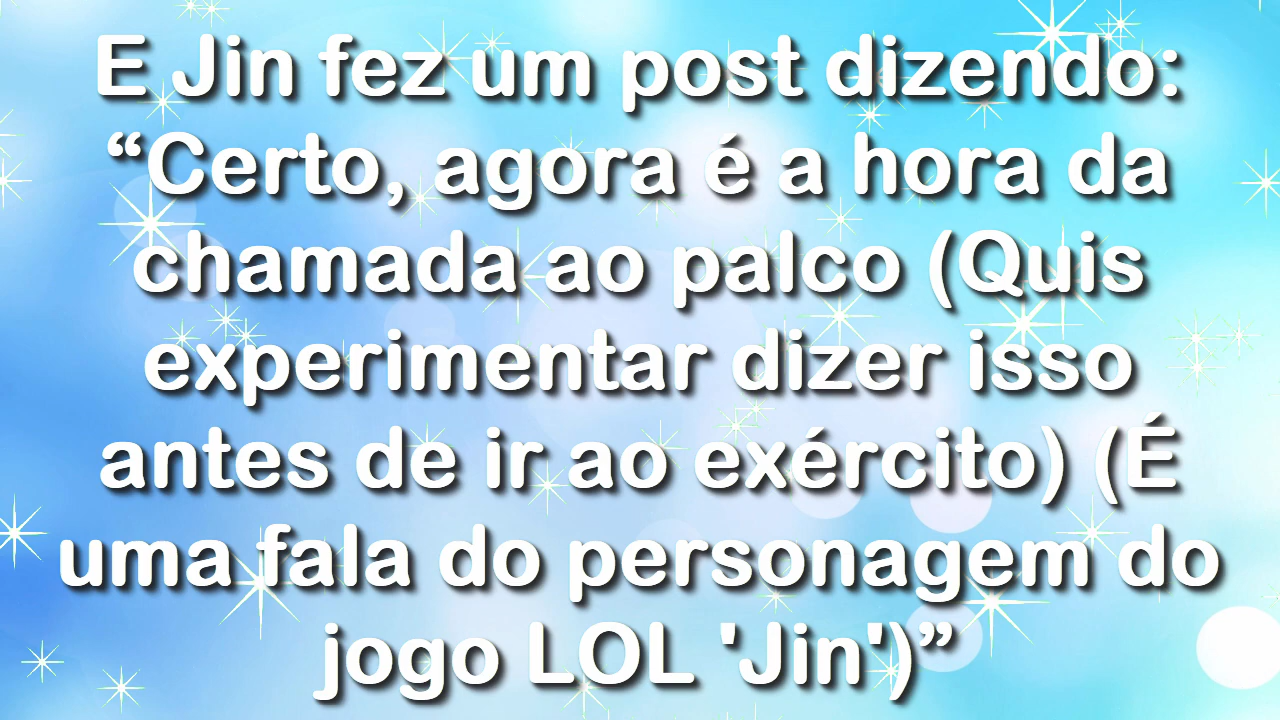 E Jin fez um post dizendo:
“Certo, agora é a hora da
chamada ao palco (Quis
experimentar dizer isso
antes de ir ao exército) (É
uma fala do personagem do
jogo LOL 'Jin')”